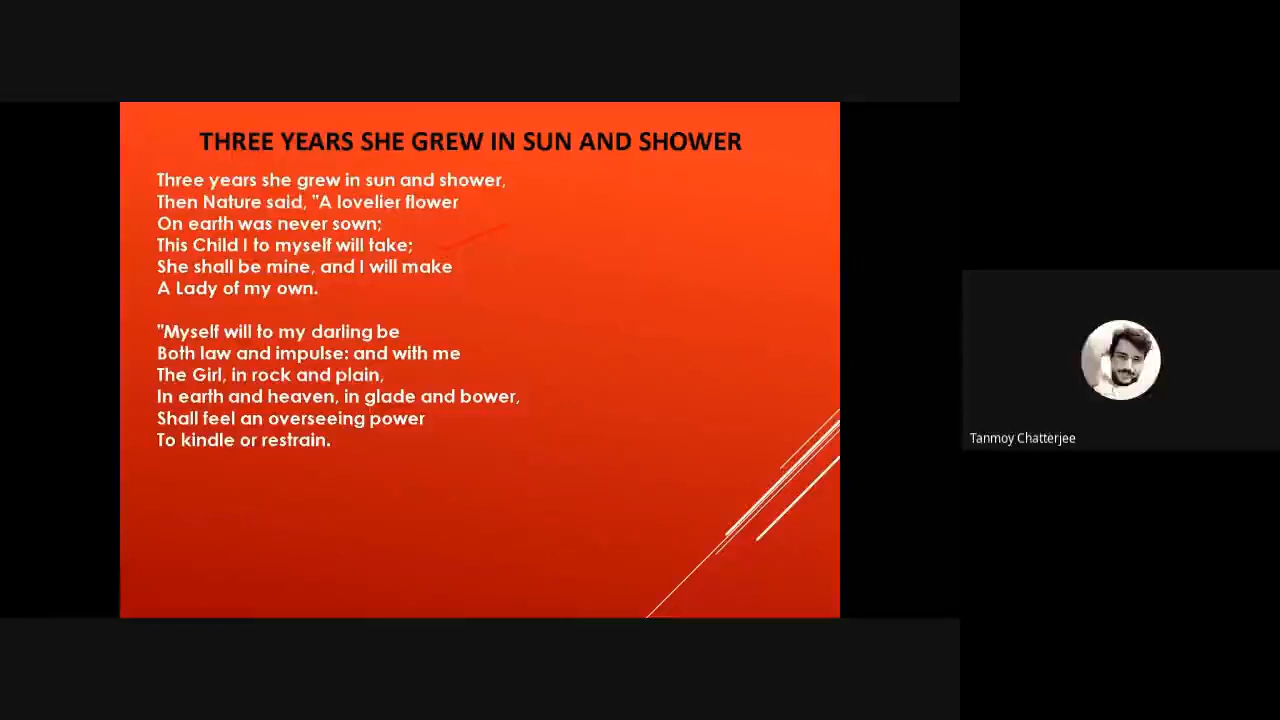 THREE YEARS SHE GREW IN SUN AND SHOWER
Three years she grew in sun and shower,
Then Nature said, "A lovelier flower
On earth was never sown;
This Child I to myself will take;
She shall be mine, and I will make
A Lady of my own.
"Myself will to my darling be
Both law and impulse: and with me
The Girl, in rock and plain,
In earth and heaven, in glade and bower,
Shall feel an overseeing power
To kindle or restrain.
Tanmoy Chatterjee